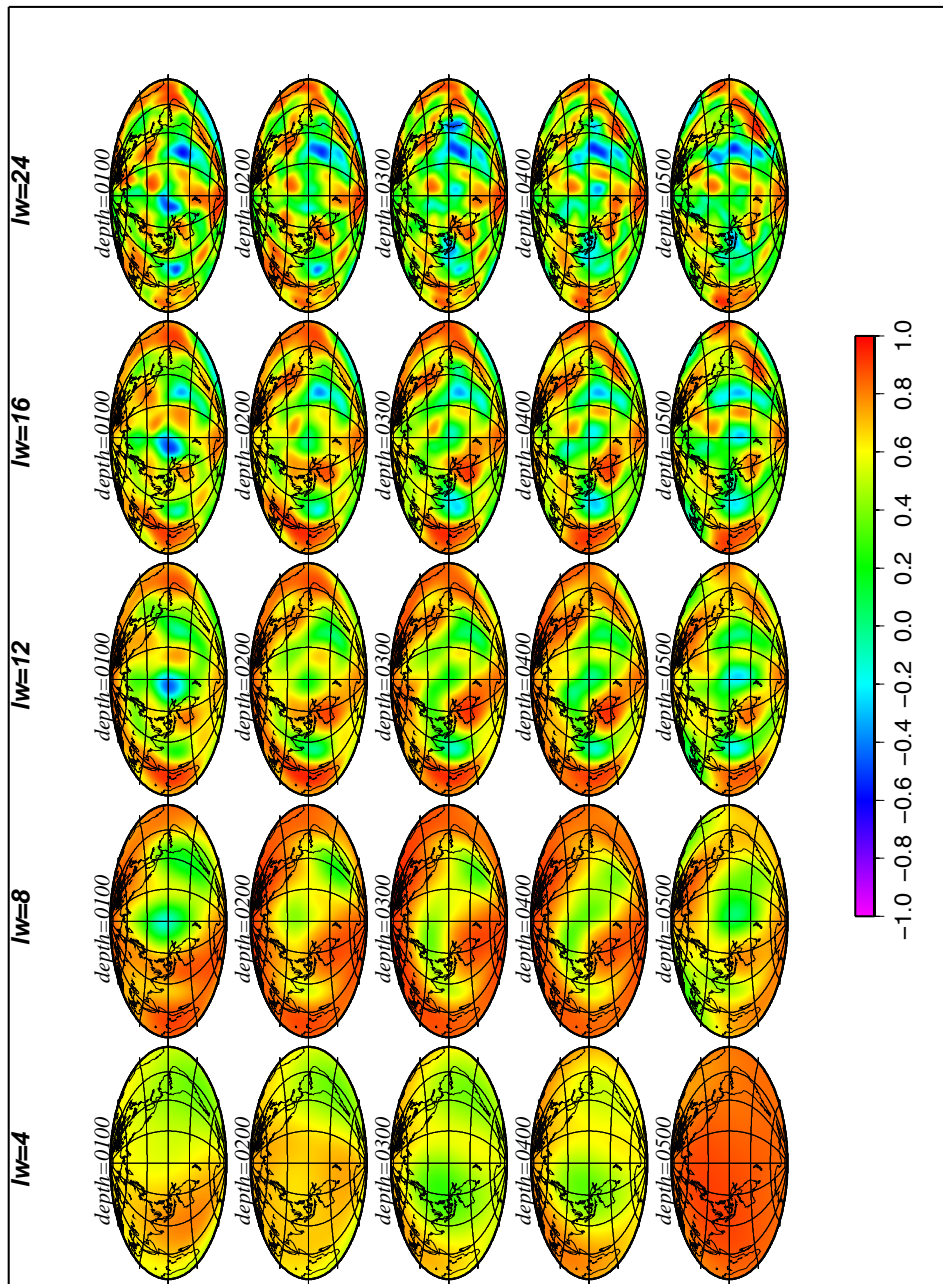 lw=4 lw=8 lw=12 lw=16 lw=24
depth=0100 depth=0100 depth=0100 depth=0100 depth=0100
depth=0200 depth=0200 depth=0200 depth=0200 depth=0200
depth=0300 depth=0300 depth=0300 depth=0300 depth=0300
depth=0400 depth=0400 depth=0400 depth=0400 depth=0400
depth=0500 depth=0500 depth=0500 depth=0500 depth=0500
−1.0 −0.8 −0.6 −0.4 −0.2 0.0 0.2 0.4 0.6 0.8 1.0